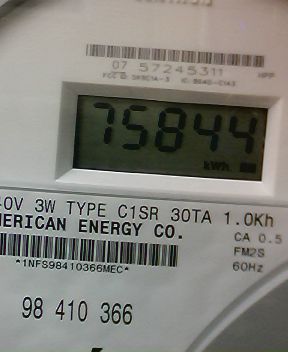 07 57245311
75844
kWh
0V 3W TYPE C1SR 30TA 1.0Kh
MERICAN ENERGY CO.
CA 0.5
FM2S
60Hz
*1NFS98410366MEC*
98 410 366